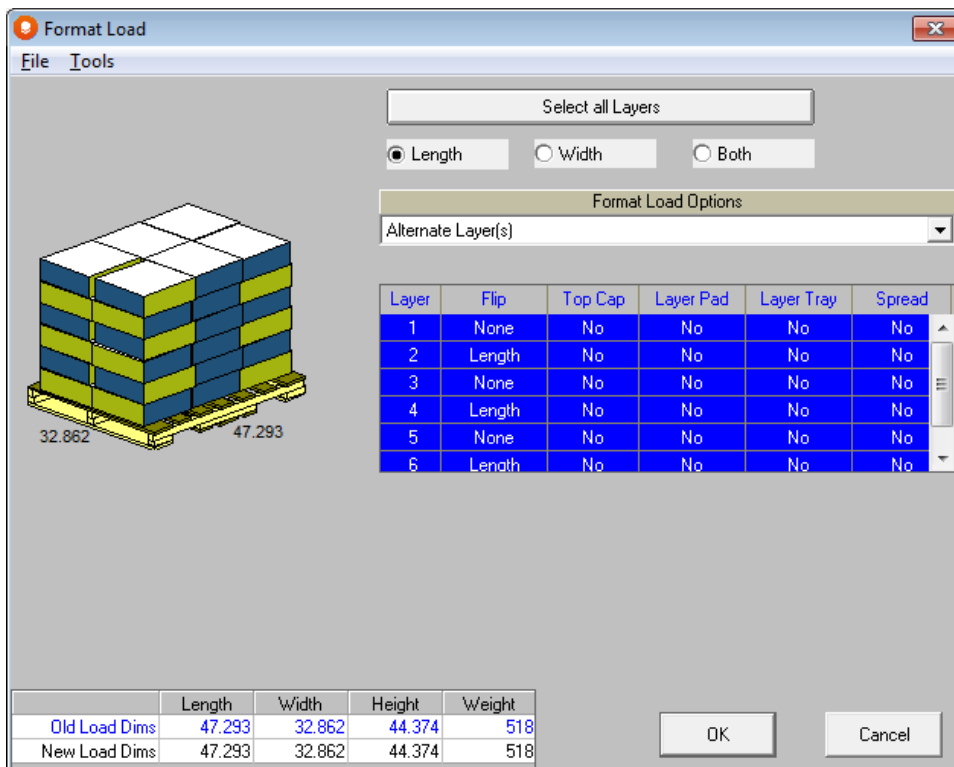 Format Load
File Tools
Select all Layers
Length Width Both
Format Load Options
Alternate Layer(s)
Layer Flip Top Cap Layer Pad Layer Tray Spread
1 None No No No No
2 Length No No No No
3 None No No No No
4 Length No No No No
5 None No No No No
6 Length No No No No
32.862 47.293
Length Width Height Weight
Old Load Dims 47.293 32.862 44.374 518
New Load Dims 47.293 32.862 44.374 518
OK Cancel